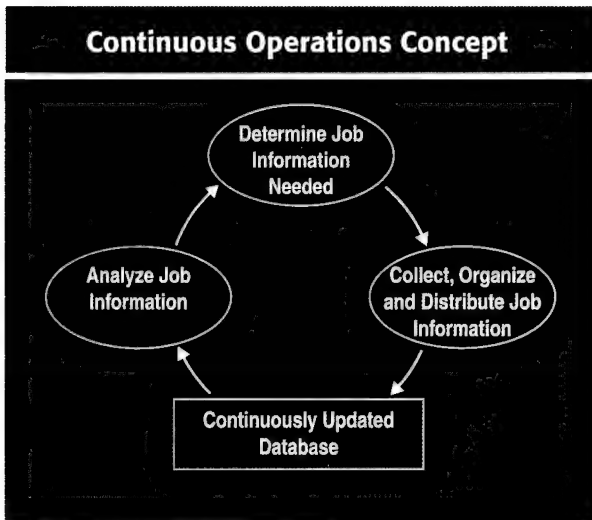 Continuous Operations Concept
Determine Job
Information
Needed
Collect, Organize
and Distribute Job
Information
Continuously Updated
Database
Analyze Job
Information